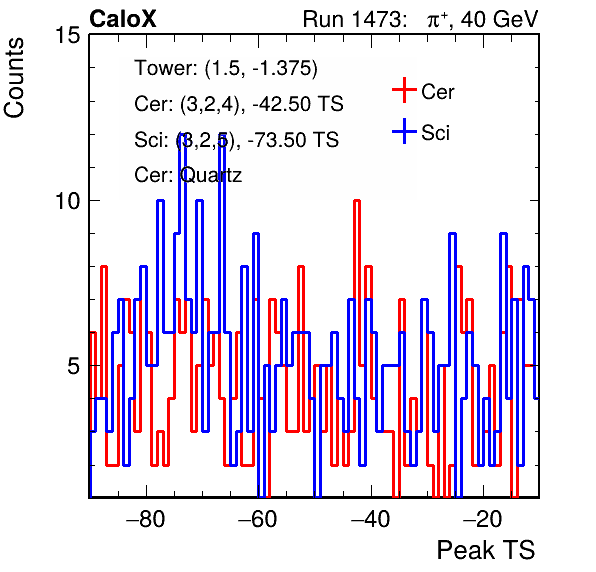 CaloX Run 1473: π⁺, 40 GeV
Counts
15
Tower: (1.5, -1.375)
Cer: (3,2,4), -42.50 TS
Sci: (3,2,5), -73.50 TS
Cer: Quartz
Cer
Sci
10
5
−80 −60 −40 −20
Peak TS